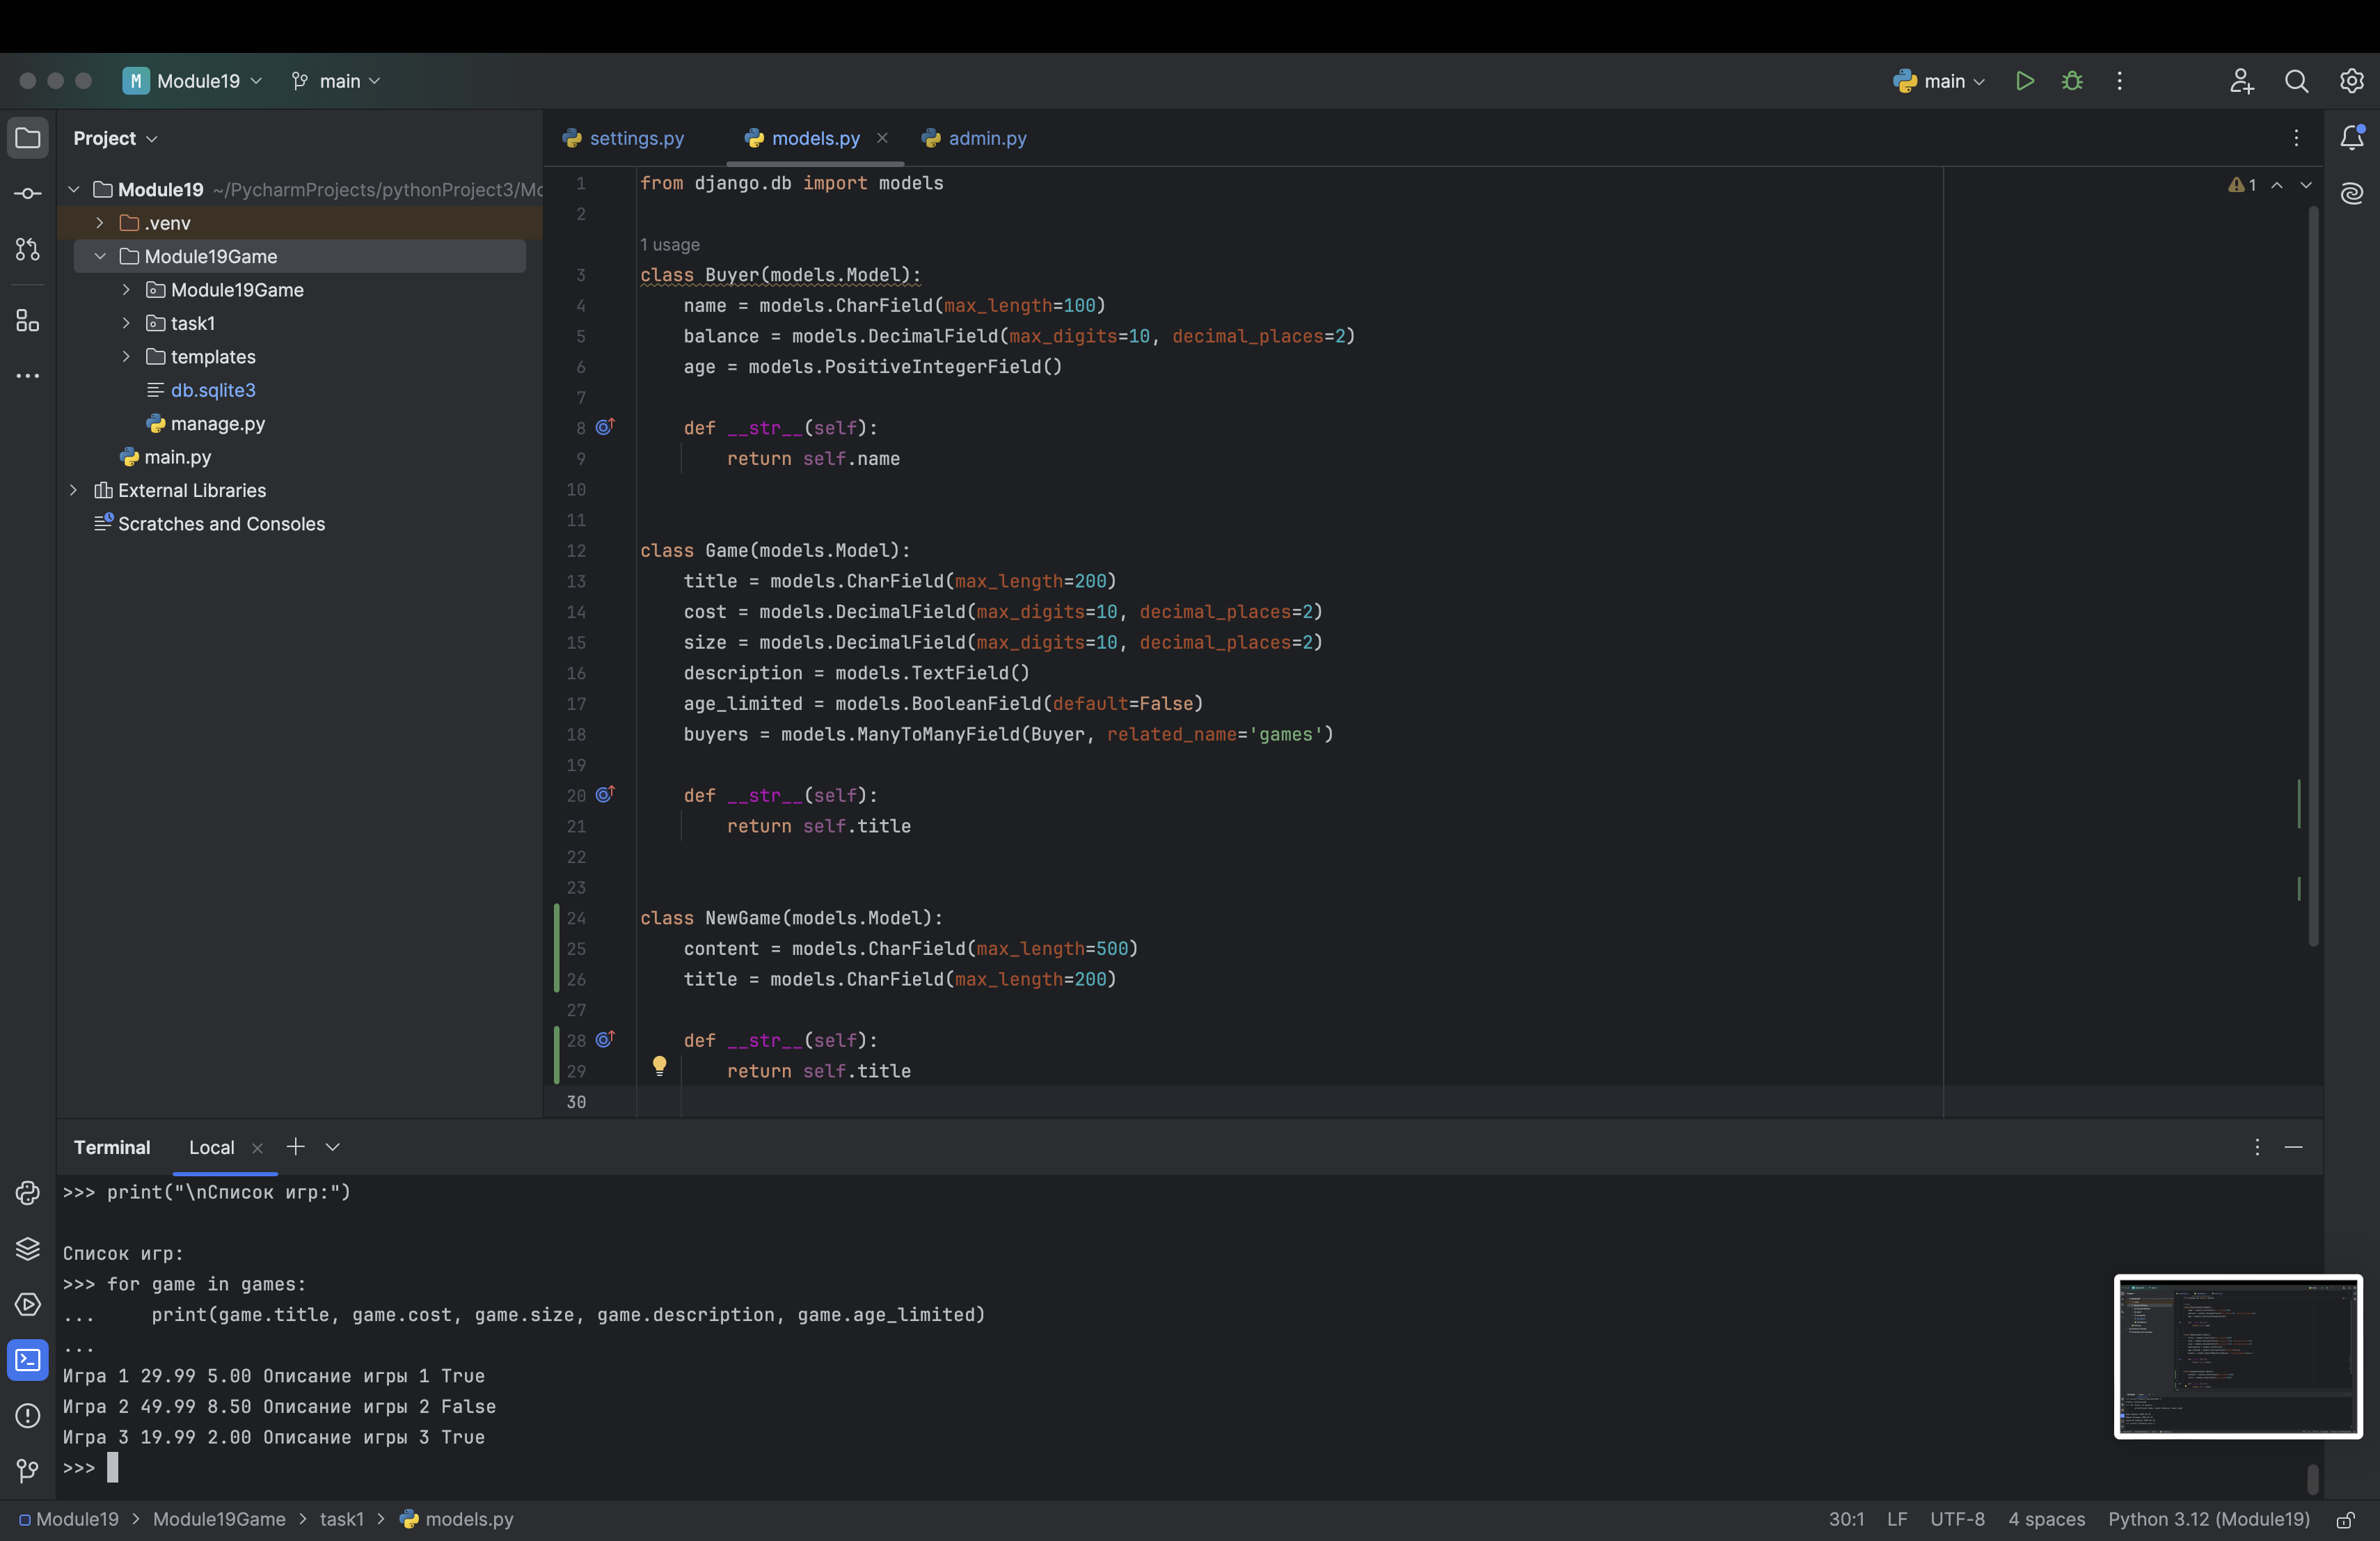 M Module19 main main
Project
settings.py models.py admin.py
Module19 ~/PycharmProjects/pythonProject3/Mo
.venv
Module19Game
Module19Game
task1
templates
db.sqlite3
manage.py
main.py
External Libraries
Scratches and Consoles
1
1 from django.db import models
2
1 usage
3 class Buyer(models.Model):
4 name = models.CharField(max_length=100)
5 balance = models.DecimalField(max_digits=10, decimal_places=2)
6 age = models.PositiveIntegerField()
7
8 def __str__(self):
9 return self.name
10
11
12 class Game(models.Model):
13 title = models.CharField(max_length=200)
14 cost = models.DecimalField(max_digits=10, decimal_places=2)
15 size = models.DecimalField(max_digits=10, decimal_places=2)
16 description = models.TextField()
17 age_limited = models.BooleanField(default=False)
18 buyers = models.ManyToManyField(Buyer, related_name='games')
19
20 def __str__(self):
21 return self.title
22
23
24 class NewGame(models.Model):
25 content = models.CharField(max_length=500)
26 title = models.CharField(max_length=200)
27
28 def __str__(self):
29 return self.title
30
Terminal Local
>>> print("\nСписок игр:")
Список игр:
>>> for game in games:
... print(game.title, game.cost, game.size, game.description, game.age_limited)
...
Игра 1 29.99 5.00 Описание игры 1 True
Игра 2 49.99 8.50 Описание игры 2 False
Игра 3 19.99 2.00 Описание игры 3 True
>>>
Module19 > Module19Game > task1 > models.py 30:1 LF UTF-8 4 spaces Python 3.12 (Module19)